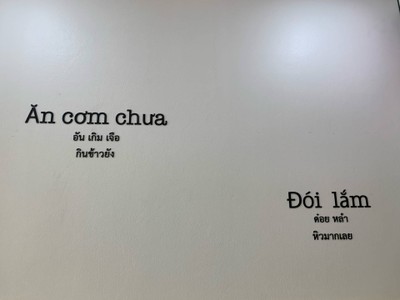 Ăn cơm chưa
อัน เกิม เจือ
กินข้าวยัง
Đói lắm
ด๋อย หลำ
หิวมากเลย